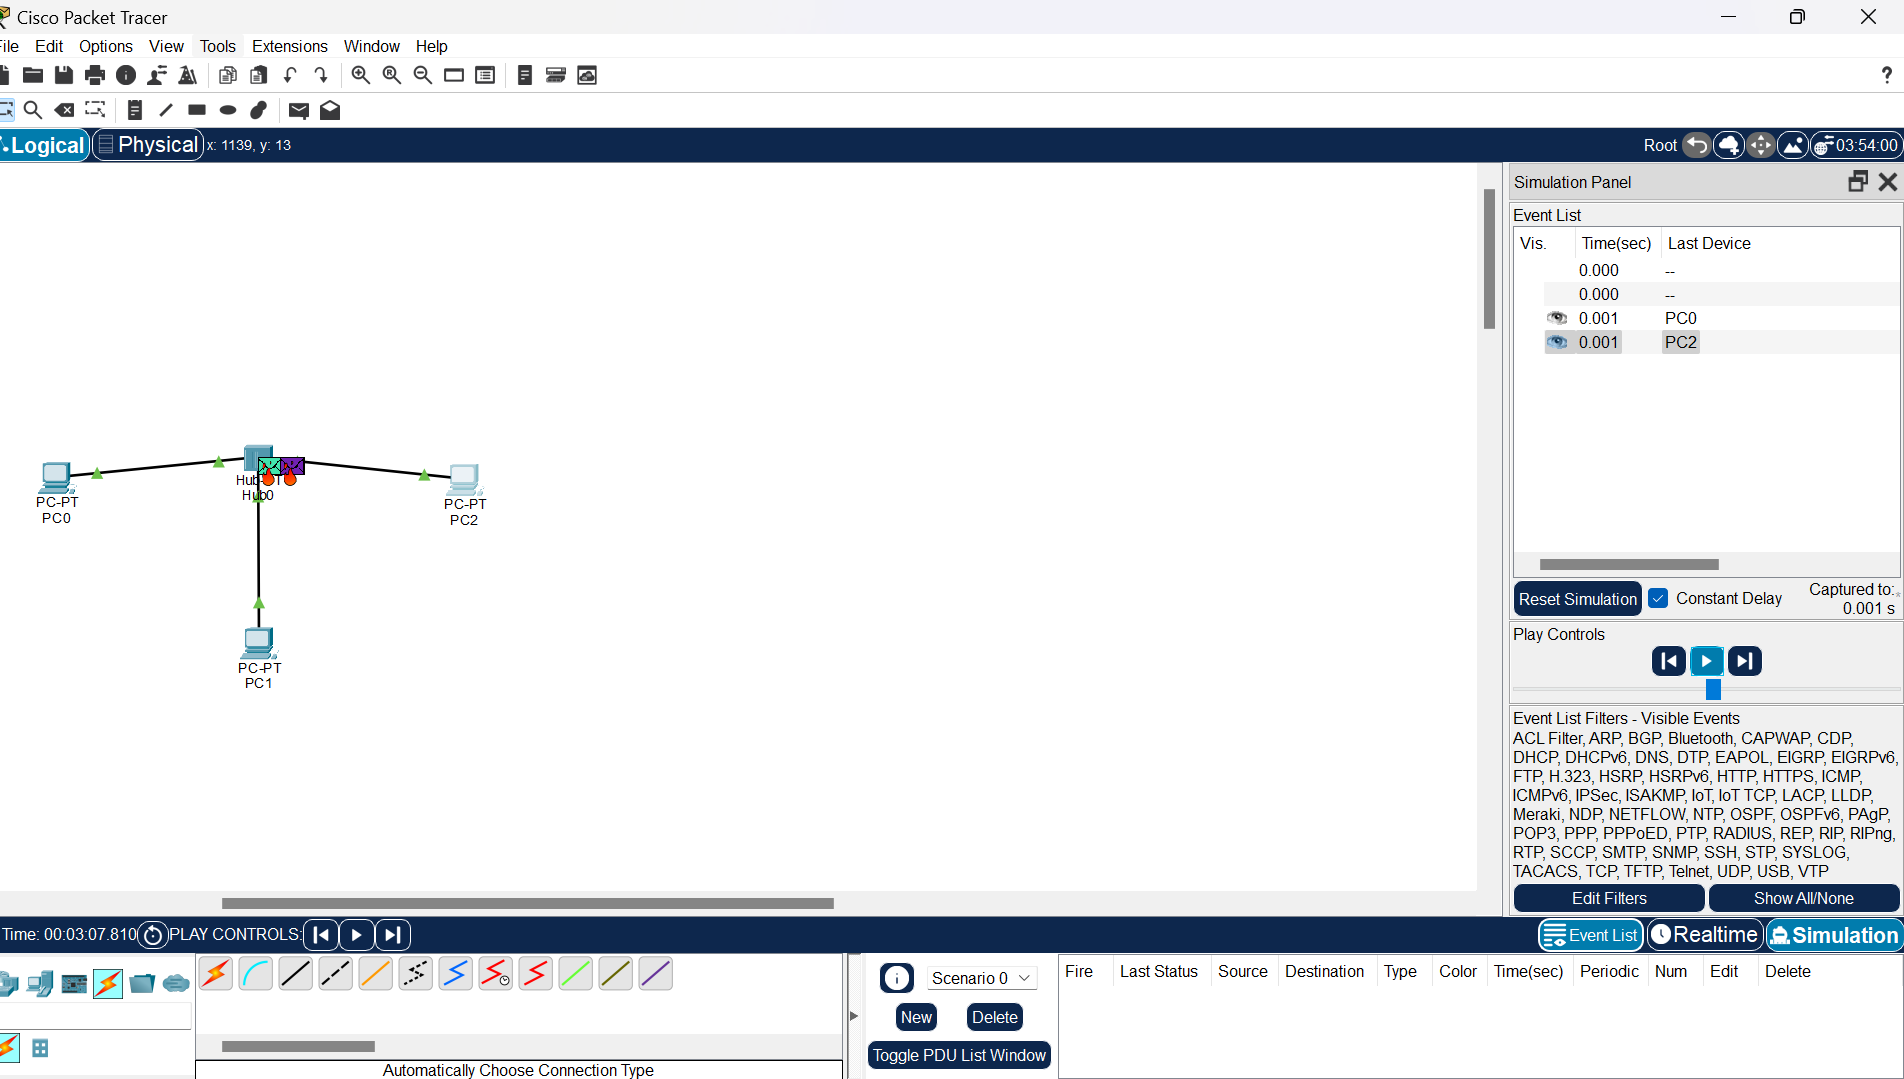 Cisco Packet Tracer
File Edit Options View Tools Extensions Window Help
?
Logical Physical x: 1139, y: 13
Root 03:54:00
Simulation Panel
Event List
Vis. Time(sec) Last Device
0.000 --
0.000 --
0.001 PC0
0.001 PC2
PC-PT
PC0
Hub-PT
Hub0
PC-PT
PC2
PC-PT
PC1
Reset Simulation Constant Delay Captured to:
0.001 s
Play Controls
Event List Filters - Visible Events
ACL Filter, ARP, BGP, Bluetooth, CAPWAP, CDP,
DHCP, DHCPv6, DNS, DTP, EAPOL, EIGRP, EIGRPv6,
FTP, H.323, HSRP, HSRPv6, HTTP, HTTPS, ICMP,
ICMPv6, IPSec, ISAKMP, IoT, IoT TCP, LACP, LLDP,
Meraki, NDP, NETFLOW, NTP, OSPF, OSPFv6, PAgP,
POP3, PPP, PPPoED, PTP, RADIUS, REP, RIP, RIPng,
RTP, SCCP, SMTP, SNMP, SSH, STP, SYSLOG,
TACACS, TCP, TFTP, Telnet, UDP, USB, VTP
Edit Filters Show All/None
Time: 00:03:07.810 PLAY CONTROLS:
Event List Realtime Simulation
Scenario 0
New Delete
Toggle PDU List Window
Fire Last Status Source Destination Type Color Time(sec) Periodic Num Edit Delete
Automatically Choose Connection Type